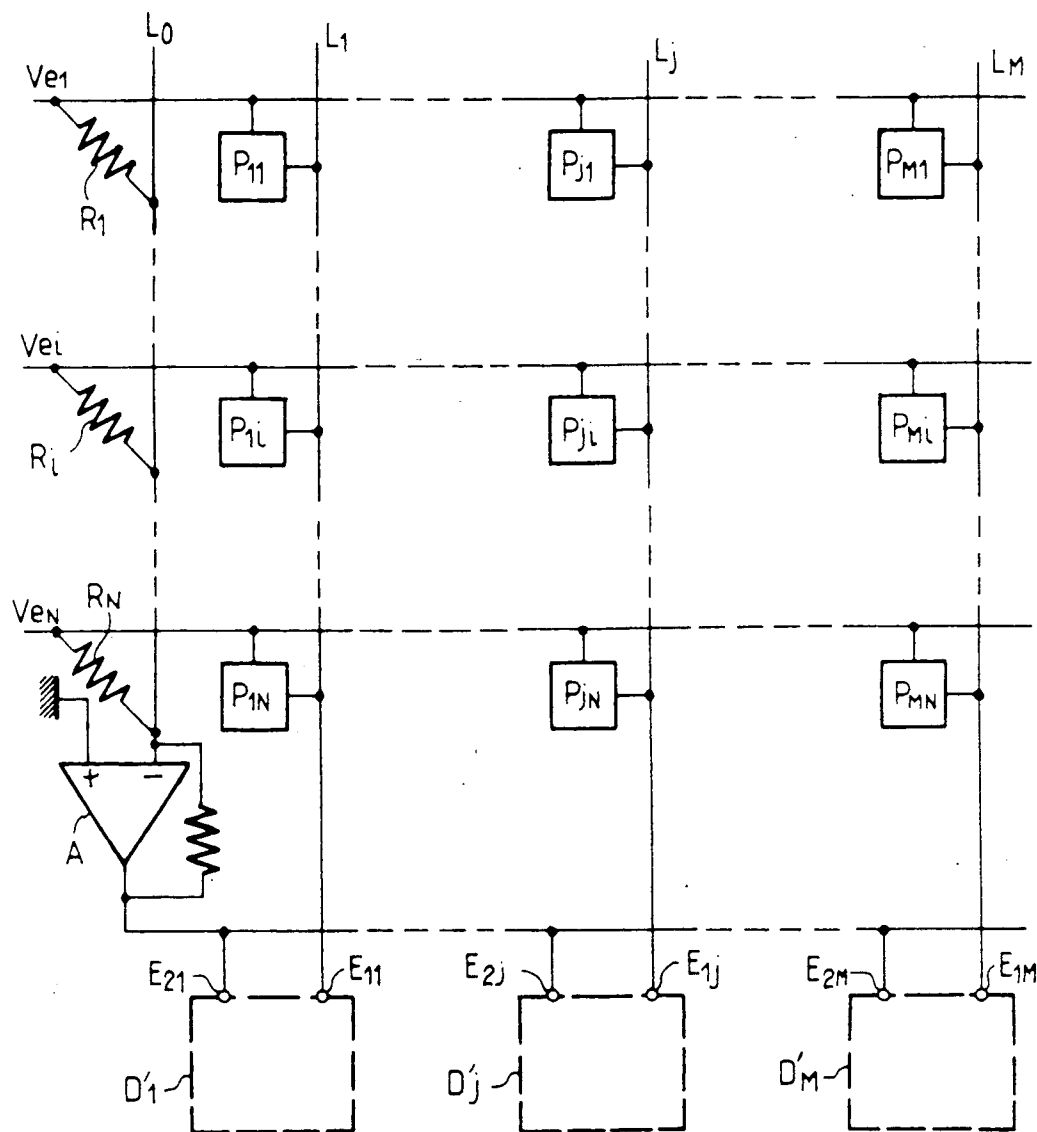 L0 L1 Lj LM
Ve1
P11 Pj1 PM1
R1
Vei
P1i Pji PMi
Ri
VeN RN
P1N PjN PMN
+ −
A
E21 E11 E2j E1j E2M E1M
D'1 D'j D'M